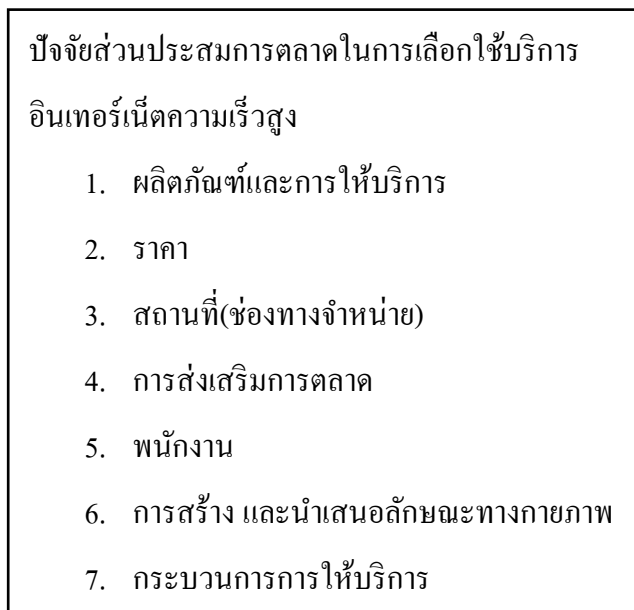 ปัจจัยส่วนประสมการตลาดในการเลือกใช้บริการ
อินเทอร์เน็ตความเร็วสูง
1. ผลิตภัณฑ์และการให้บริการ
2. ราคา
3. สถานที่(ช่องทางจำหน่าย)
4. การส่งเสริมการตลาด
5. พนักงาน
6. การสร้าง และนำเสนอลักษณะทางกายภาพ
7. กระบวนการการให้บริการ